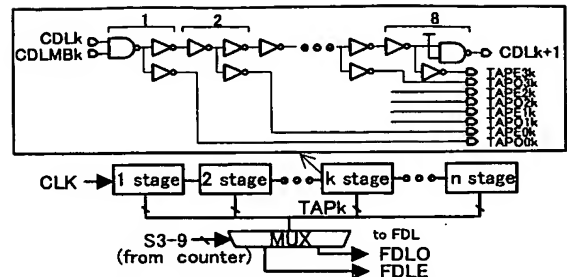 1 2 8
CDLk
CDLMBk
CDLk+1
TAPE3k
TAPO3k
TAPE2k
TAPO2k
TAPE1k
TAPO1k
TAPE0k
TAPO0k
CLK 1 stage 2 stage k stage n stage
TAPk
S3-9 MUX to FDL
(from counter) FDLO
FDLE